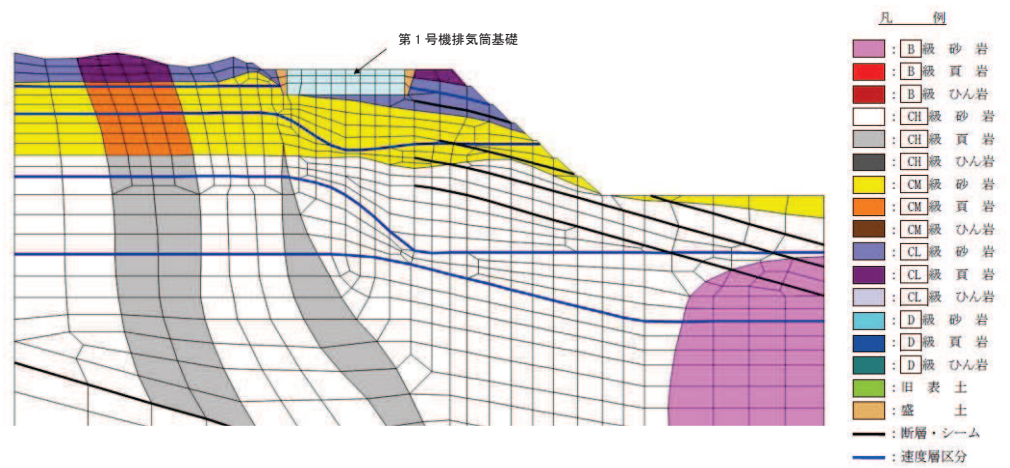 第1号機排気筒基礎
凡 例
: B級 砂 岩
: B級 頁 岩
: B級 ひん岩
: CH級 砂 岩
: CH級 頁 岩
: CH級 ひん岩
: CM級 砂 岩
: CM級 頁 岩
: CM級 ひん岩
: CL級 砂 岩
: CL級 頁 岩
: CL級 ひん岩
: D級 砂 岩
: D級 頁 岩
: D級 ひん岩
: 旧 表 土
: 盛 土
: 断層・シーム
: 速度層区分